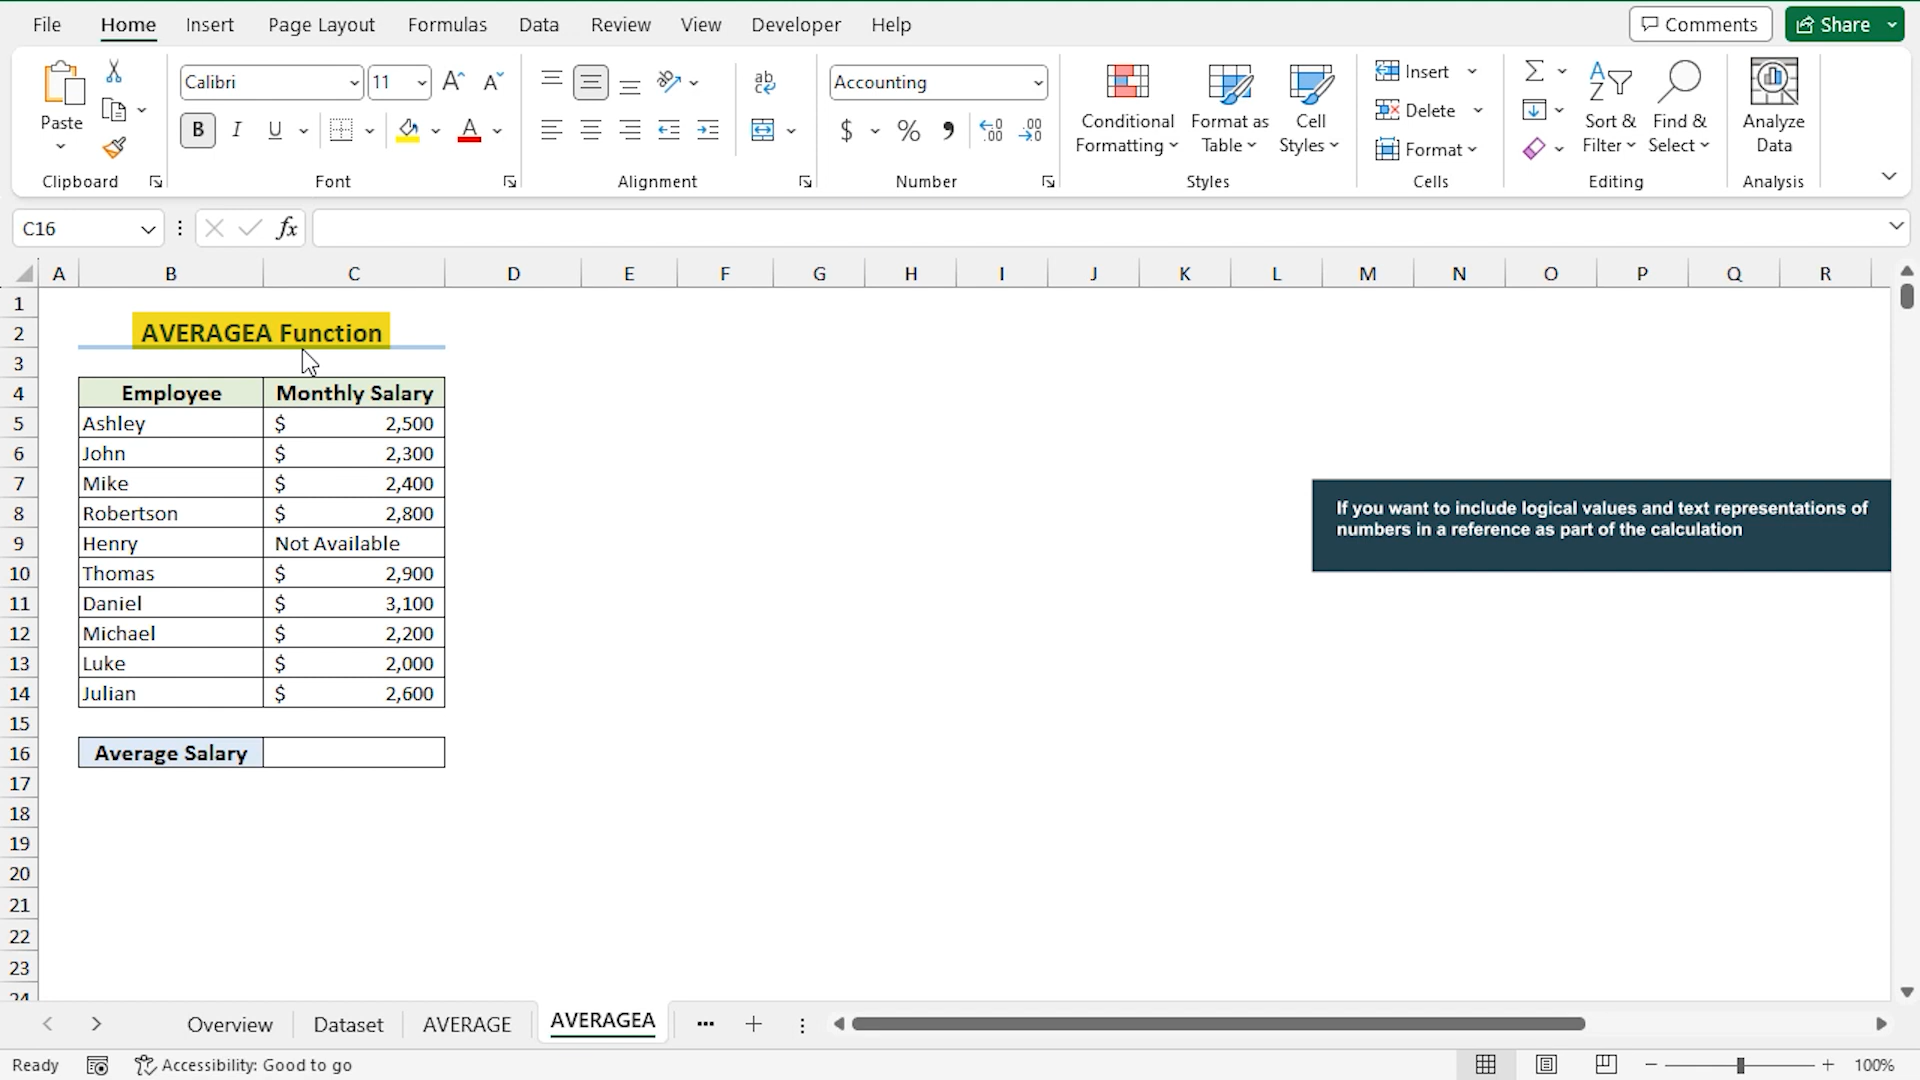 File Home Insert Page Layout Formulas Data Review View Developer Help Comments Share
Paste
Clipboard
Calibri 11
B I U A
Font
ab
Alignment
Accounting
$ % 9 .00 .00
Number
Conditional Formatting
Format as Table
Cell Styles
Styles
Insert
Delete
Format
Cells
Sort & Filter
Find & Select
Editing
Analyze Data
Analysis
C16 fx
A B C D E F G H I J K L M N O P Q R
1
2 AVERAGEA Function
3
4 Employee Monthly Salary
5 Ashley $ 2,500
6 John $ 2,300
7 Mike $ 2,400
8 Robertson $ 2,800
9 Henry Not Available
10 Thomas $ 2,900
11 Daniel $ 3,100
12 Michael $ 2,200
13 Luke $ 2,000
14 Julian $ 2,600
15
16 Average Salary
17
18
19
20
21
22
23
24
If you want to include logical values and text representations of
numbers in a reference as part of the calculation
Overview Dataset AVERAGE AVERAGEA ...
Ready Accessibility: Good to go 100%